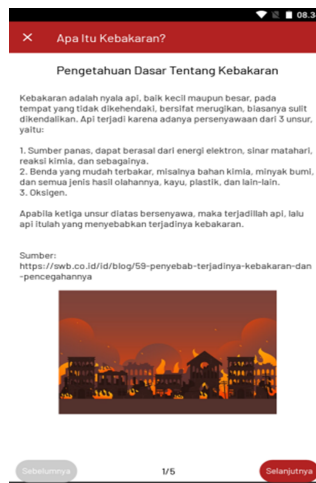 08.3
× Apa Itu Kebakaran?
Pengetahuan Dasar Tentang Kebakaran
Kebakaran adalah nyala api, baik kecil maupun besar, pada
tempat yang tidak dikehendaki, bersifat merugikan, biasanya sulit
dikendalikan. Api terjadi karena adanya persenyawaan dari 3 unsur,
yaitu:
1. Sumber panas, dapat berasal dari energi elektron, sinar matahari,
reaksi kimia, dan sebagainya.
2. Benda yang mudah terbakar, misalnya bahan kimia, minyak bumi,
dan semua jenis hasil olahannya, kayu, plastik, dan lain-lain.
3. Oksigen.
Apabila ketiga unsur diatas bersenyawa, maka terjadillah api, lalu
api itulah yang menyebabkan terjadinya kebakaran.
Sumber:
https://swb.co.id/id/blog/59-penyebab-terjadinya-kebakaran-dan
-pencegahannya
Sebelumnya
1/5
Selanjutnya